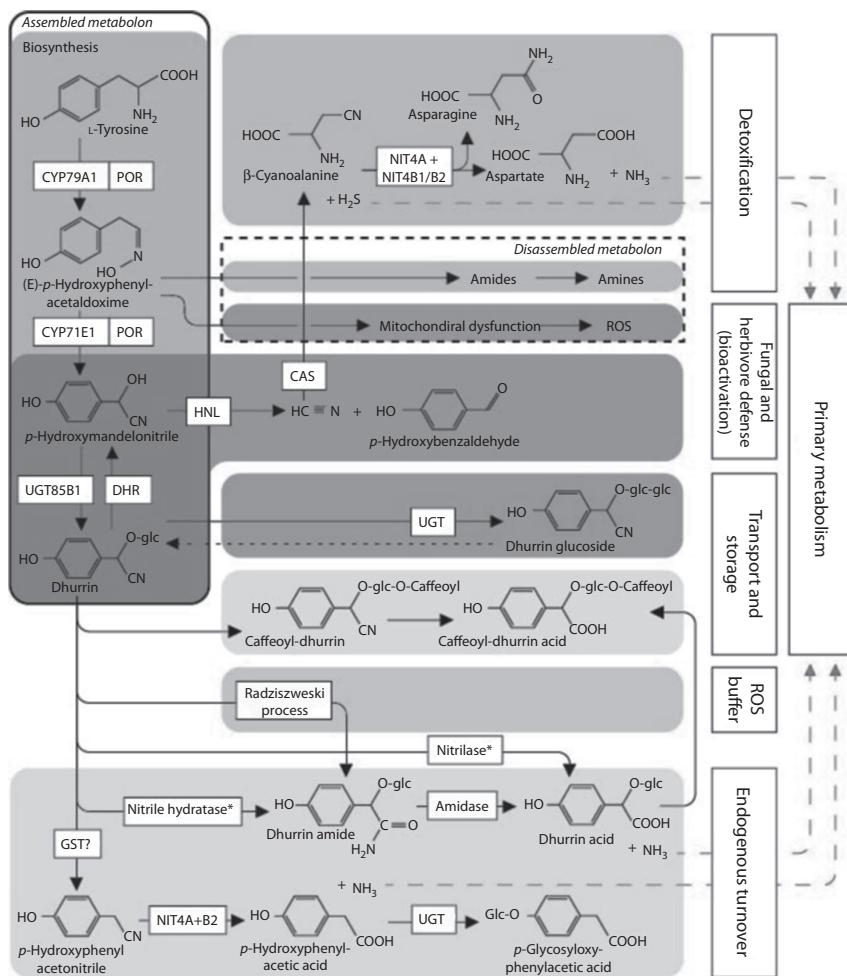 Assembled metabolon
Biosynthesis
COOH
NH2
HO
L-Tyrosine
CYP79A1
POR
HO
HO
N
(E)-p-Hydroxyphenyl-
acetaldoxime
CYP71E1
POR
OH
HO
CN
p-Hydroxymandelonitrile
UGT85B1
DHR
O-glc
HO
CN
Dhurrin
CN
HOOC
NH2
β-Cyanoalanine
+ H2S
NIT4A +
NIT4B1/B2
NH2
HOOC
O
NH2
Asparagine
COOH
HOOC
NH2
Aspartate
+ NH3
Disassembled metabolon
Amides
Amines
Mitochondiral dysfunction
ROS
CAS
HNL
HC ≡ N
+
HO
O
p-Hydroxybenzaldehyde
UGT
O-glc-glc
HO
CN
Dhurrin glucoside
O-glc-O-Caffeoyl
HO
CN
Caffeoyl-dhurrin
O-glc-O-Caffeoyl
HO
COOH
Caffeoyl-dhurrin acid
Radziszweski
process
Nitrilase*
Nitrile hydratase*
O-glc
HO
C=O
H2N
Dhurrin amide
Amidase
O-glc
HO
COOH
Dhurrin acid
+ NH3
GST?
HO
CN
p-Hydroxyphenyl
acetonitrile
NIT4A+B2
+ NH3
HO
COOH
p-Hydroxyphenyl-
acetic acid
UGT
Glc-O
COOH
p-Glycosyloxy-
phenylacetic acid
Detoxification
Fungal and
herbivore defense
(bioactivation)
Transport and
storage
ROS
buffer
Endogenous turnover
Primary metabolism